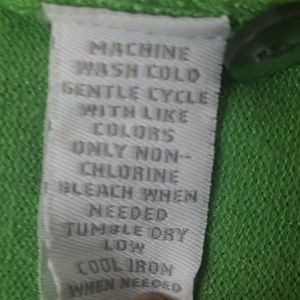 MACHINE
WASH COLD
GENTLE CYCLE
WITH LIKE
COLORS
ONLY NON-
CHLORINE
BLEACH WHEN
NEEDED
TUMBLE DRY
LOW
COOL IRON
WHEN NEEDED